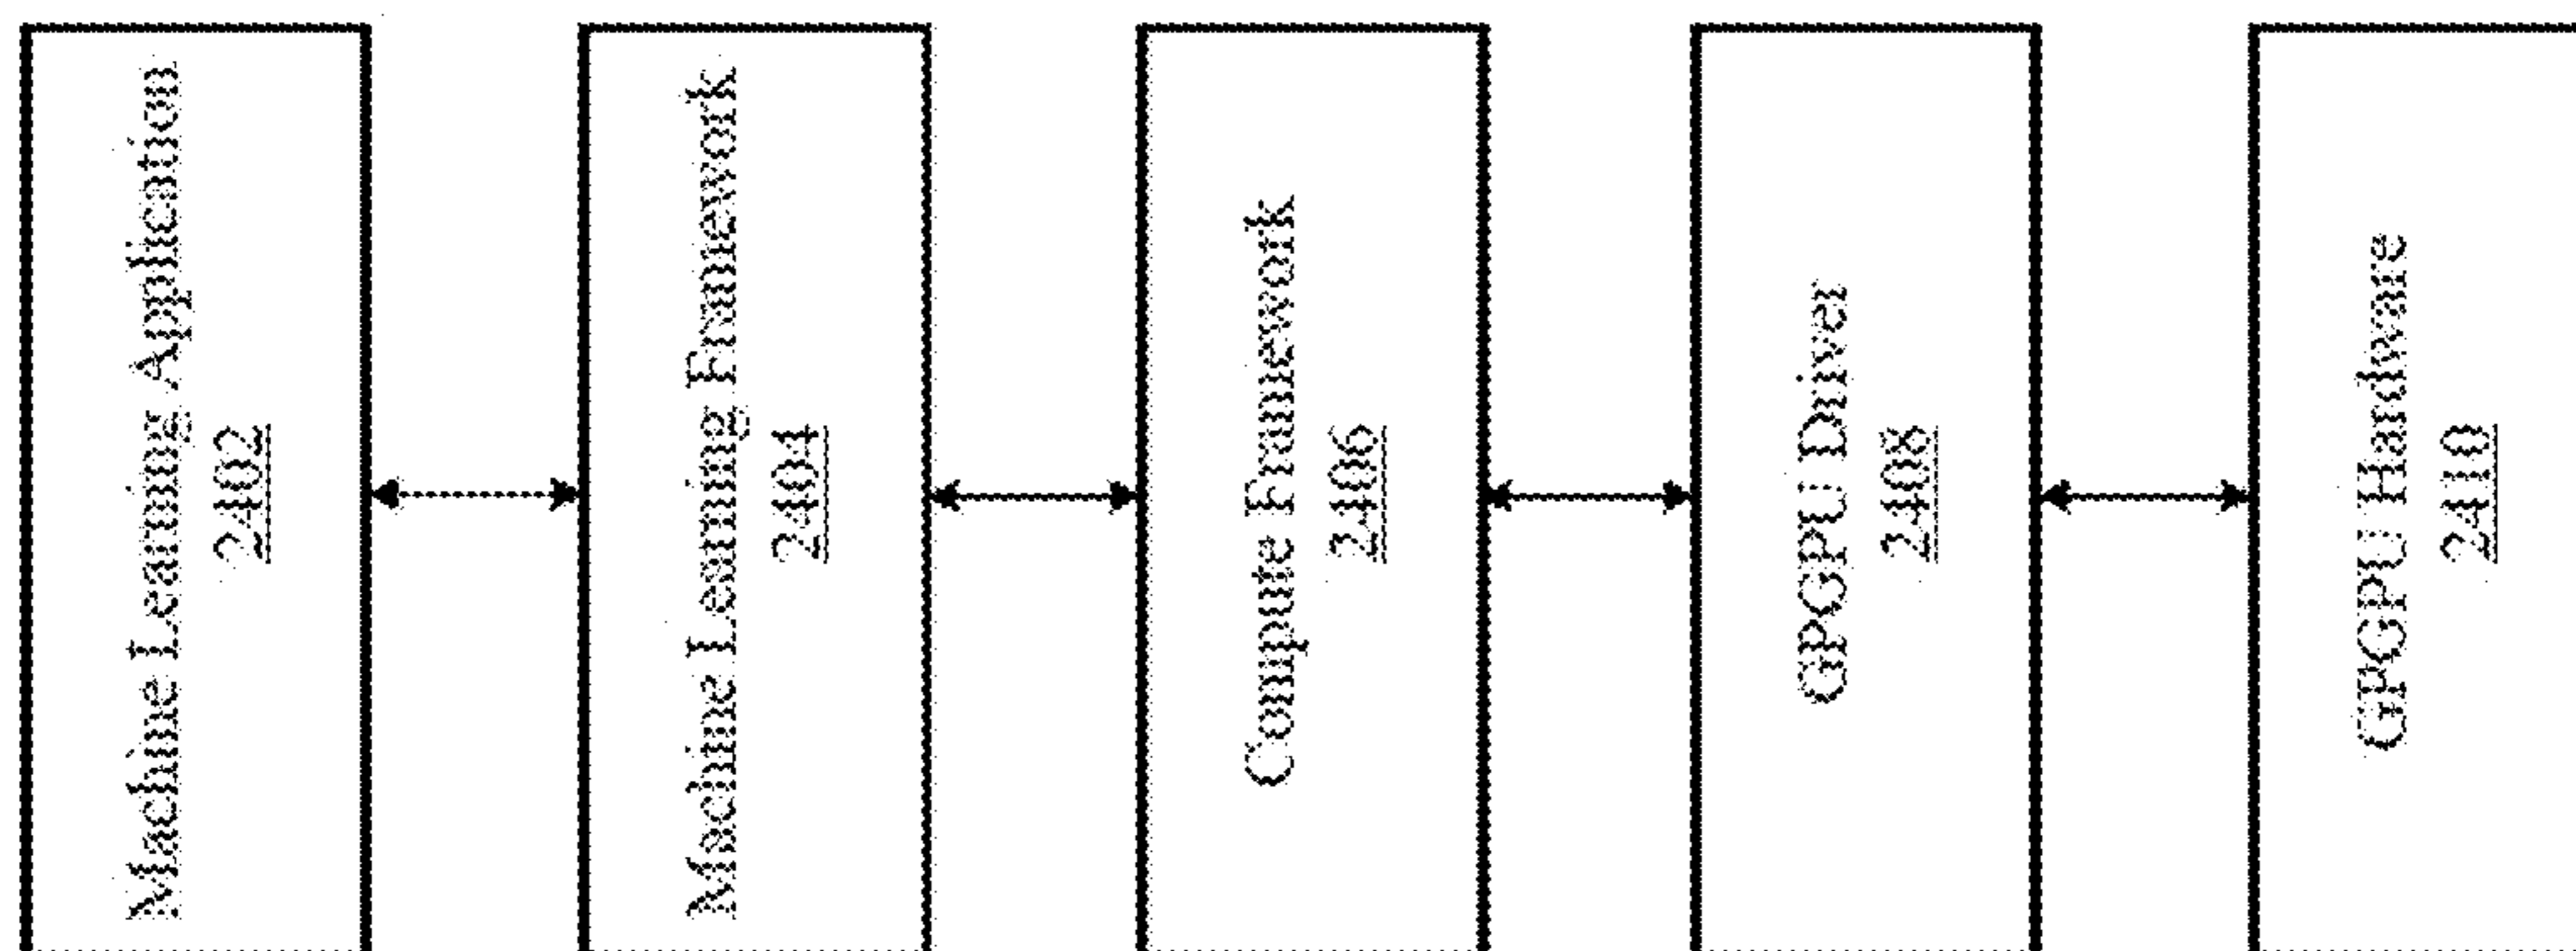 Machine Learning Application
2402
Machine Learning Framework
2404
Compute Framework
2406
GPGPU Driver
2408
GPGPU Hardware
2410